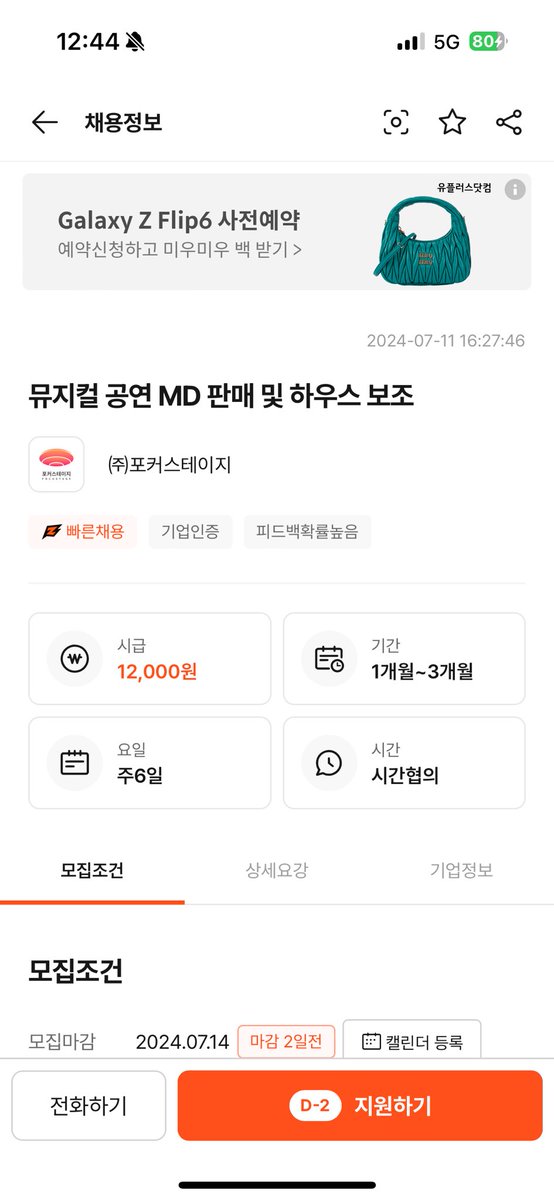 12:44
5G
80
채용정보
유플러스닷컴
Galaxy Z Flip6 사전예약
예약신청하고 미우미우 백 받기 >
miu miu
2024-07-11 16:27:46
뮤지컬 공연 MD 판매 및 하우스 보조
포커스테이지
㈜포커스테이지
빠른채용
기업인증
피드백확률높음
시급
12,000원
기간
1개월~3개월
요일
주6일
시간
시간협의
모집조건
상세요강
기업정보
모집조건
모집마감
2024.07.14
마감 2일전
캘린더 등록
전화하기
D-2
지원하기